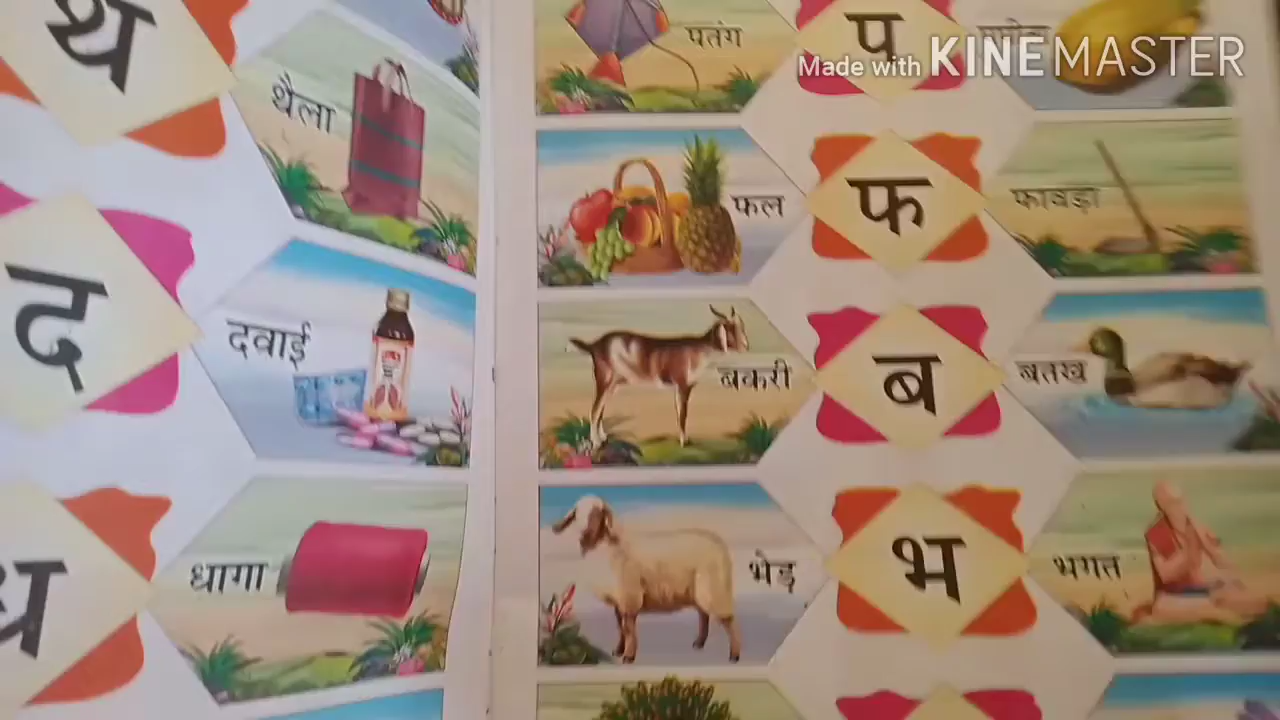 थ
थैला
द
दवाई
ध
धागा
पतंग
प
Made with KINEMASTER
फल
फ
फावड़ा
बकरी
ब
बतख
भेड़
भ
भगत